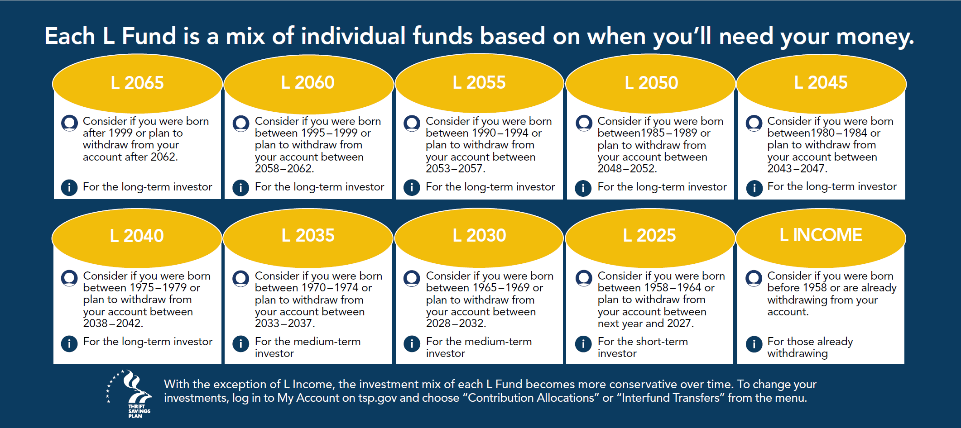 Each L Fund is a mix of individual funds based on when you'll need your money.
L 2065
Consider if you were born
after 1999 or plan to
withdraw from your
account after 2062.
For the long-term investor
L 2060
Consider if you were born
between 1995–1999 or
plan to withdraw from
your account between
2058–2062.
For the long-term investor
L 2055
Consider if you were born
between 1990–1994 or
plan to withdraw from
your account between
2053–2057.
For the long-term investor
L 2050
Consider if you were born
between1985–1989 or
plan to withdraw from
your account between
2048–2052.
For the long-term investor
L 2045
Consider if you were born
between1980–1984 or
plan to withdraw from
your account between
2043–2047.
For the long-term investor
L 2040
Consider if you were born
between 1975–1979 or
plan to withdraw from
your account between
2038–2042.
For the long-term investor
L 2035
Consider if you were born
between 1970–1974 or
plan to withdraw from
your account between
2033–2037.
For the medium-term
investor
L 2030
Consider if you were born
between 1965–1969 or
plan to withdraw from
your account between
2028–2032.
For the medium-term
investor
L 2025
Consider if you were born
between 1958–1964 or
plan to withdraw from
your account between
next year and 2027.
For the short-term
investor
L INCOME
Consider if you were born
before 1958 or are already
withdrawing from your
account.
For those already
withdrawing
With the exception of L Income, the investment mix of each L Fund becomes more conservative over time. To change your
investments, log in to My Account on tsp.gov and choose "Contribution Allocations" or "Interfund Transfers" from the menu.
THRIFT
SAVINGS
PLAN